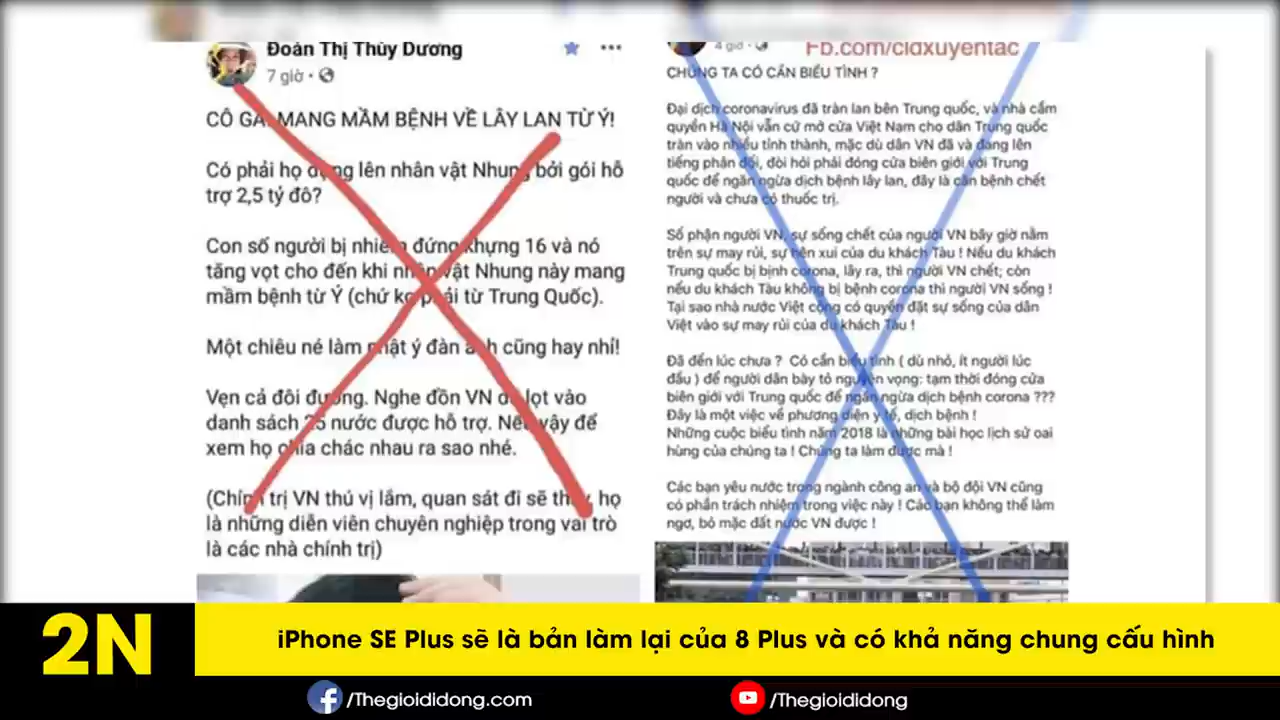 Đoàn Thị Thùy Dương
7 giờ
CÔ GÁI MANG MẦM BỆNH VỀ LÂY LAN TỪ Ý!
Có phải họ dựng lên nhân vật Nhung bởi gói hỗ
trợ 2,5 tỷ đô?
Con số người bị nhiễm đứng khựng 16 và nó
tăng vọt cho đến khi nhân vật Nhung này mang
mầm bệnh từ Ý (chứ ko phải từ Trung Quốc).
Một chiêu né làm nhật ý đàn anh cũng hay nhỉ!
Vẹn cả đôi đường. Nghe đồn VN đã lọt vào
danh sách 25 nước được hỗ trợ. Nếu vậy để
xem họ chia chác nhau ra sao nhé.
(Chính trị VN thú vị lắm, quan sát đi sẽ thấy, họ
là những diễn viên chuyên nghiệp trong vai trò
là các nhà chính trị)
4 giờ
Fb.com/cldxuyentac
CHÚNG TA CÓ CẦN BIỂU TÌNH ?
Đại dịch coronavirus đã tràn lan bên Trung quốc, và nhà cầm
quyền Hà Nội vẫn cứ mở cửa Việt Nam cho dân Trung quốc
tràn vào nhiều tỉnh thành, mặc dù dân VN đã và đang lên
tiếng phản đối, đòi hỏi phải đóng cửa biên giới với Trung
quốc để ngăn ngừa dịch bệnh lây lan, đây là căn bệnh chết
người và chưa có thuốc trị.
Số phận người VN, sự sống chết của người VN bây giờ nằm
trên sự may rủi, sự hên xui của du khách Tàu ! Nếu du khách
Trung quốc bị bịnh corona, lây ra, thì người VN chết; còn
nếu du khách Tàu không bị bệnh corona thì người VN sống !
Tại sao nhà nước Việt cộng có quyền đặt sự sống của dân
Việt vào sự may rủi của du khách Tàu !
Đã đến lúc chưa ? Có cần biểu tình ( dù nhỏ, ít người lúc
đầu ) để người dân bày tỏ nguyện vọng: tạm thời đóng cửa
biên giới với Trung quốc để ngăn ngừa dịch bệnh corona ???
Đây là một việc về phương diện y tế, dịch bệnh !
Những cuộc biểu tình năm 2018 là những bài học lịch sử oai
hùng của chúng ta ! Chúng ta làm được mà !
Các bạn yêu nước trong ngành công an và bộ đội VN cũng
có phần trách nhiệm trong việc này ! Các bạn không thể làm
ngơ, bỏ mặc đất nước VN được !
2N
iPhone SE Plus sẽ là bản làm lại của 8 Plus và có khả năng chung cấu hình
/Thegioididong.com
/Thegioididong